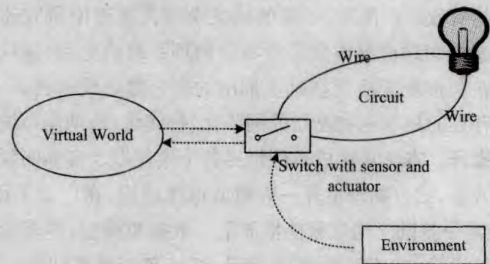 Wire
Circuit
Wire
Virtual World
Switch with sensor and
actuator
Environment